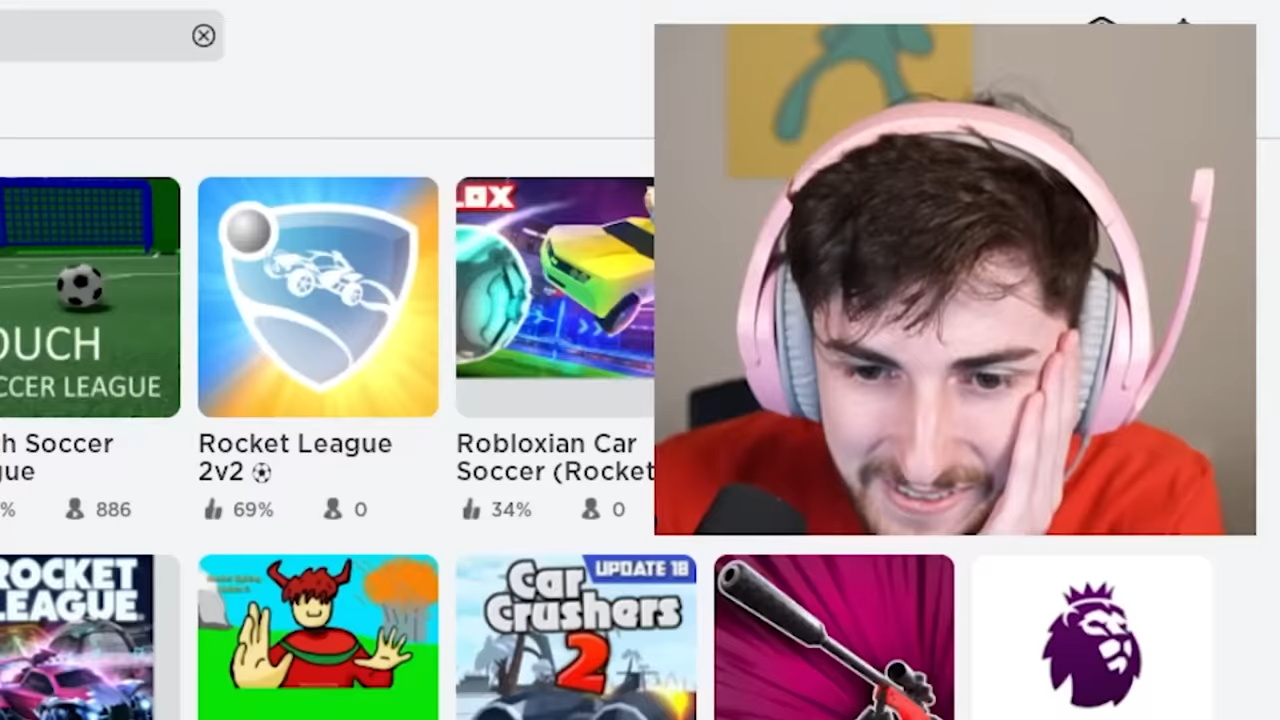 OUCH
CCER LEAGUE
LOX
h Soccer
gue
%
886
Rocket League
2v2
69%
0
Robloxian Car
Soccer (Rocket
34%
0
ROCKET
LEAGUE
UPDATE 18
Car
Crushers
2